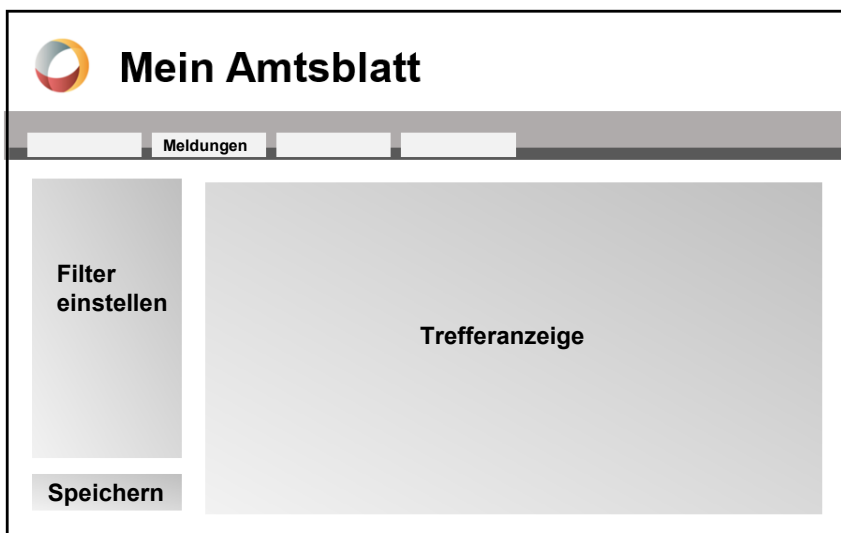 Mein Amtsblatt
Meldungen
Filter
einstellen
Trefferanzeige
Speichern